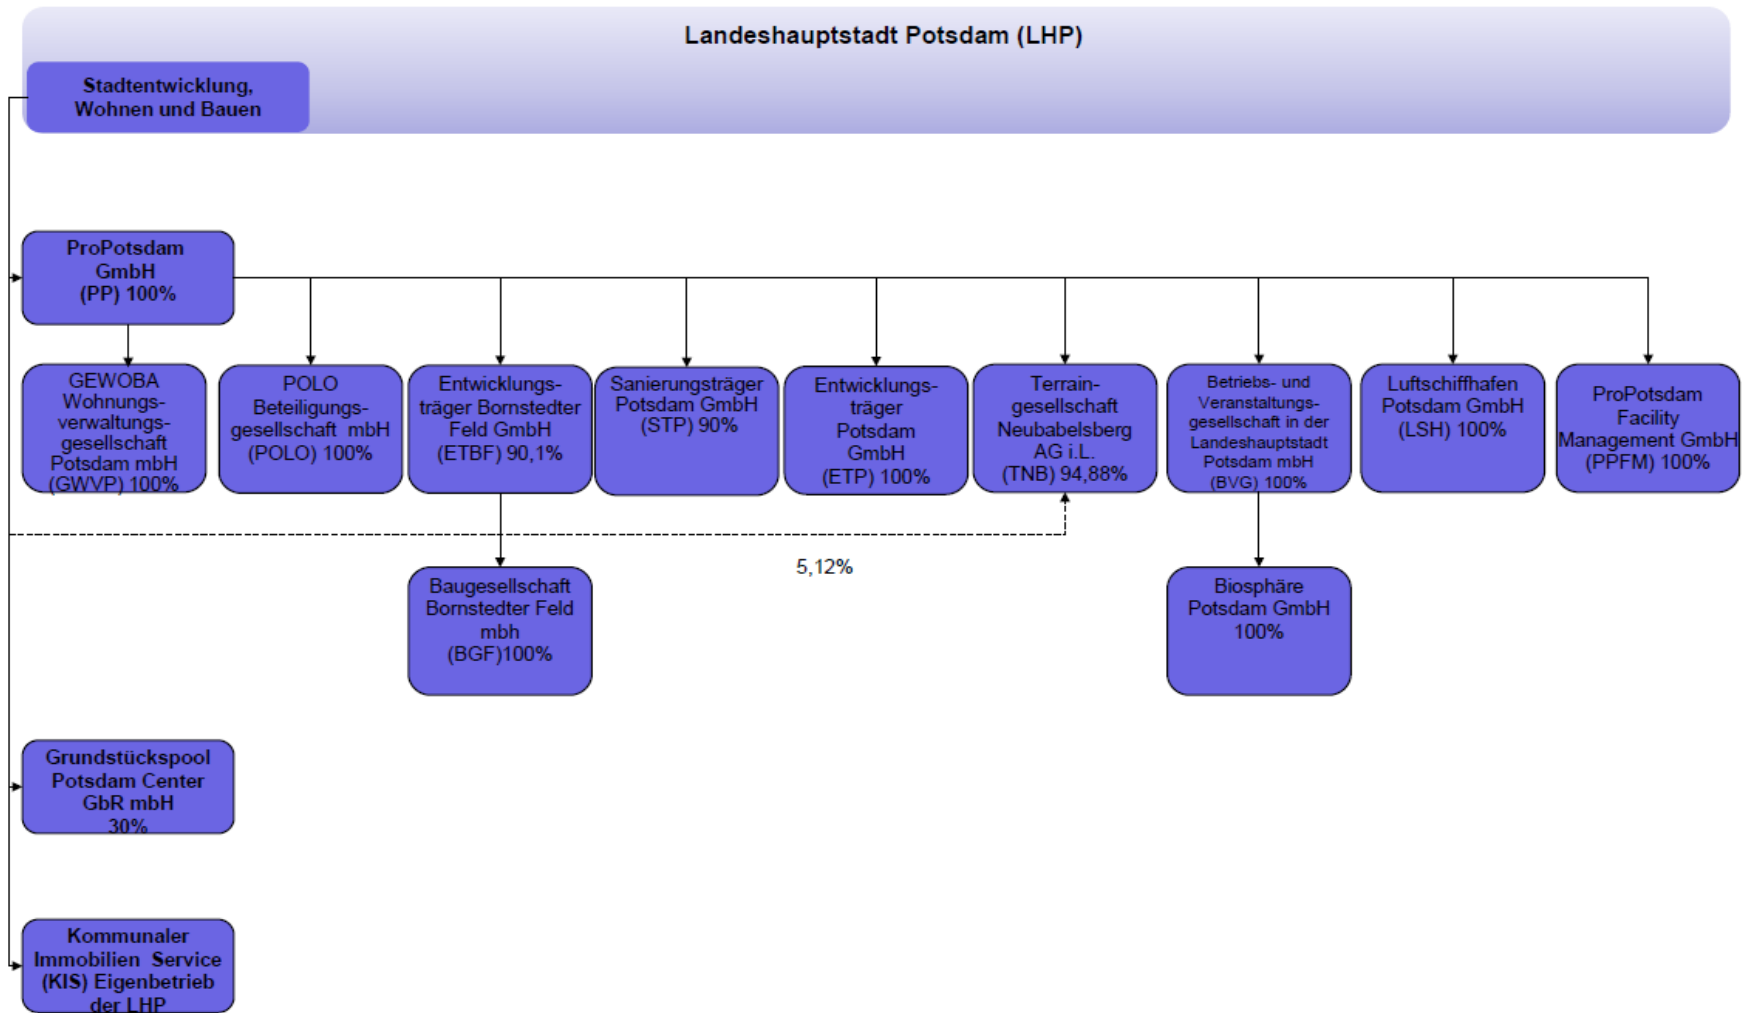 Landeshauptstadt Potsdam (LHP)
Stadtentwicklung,
Wohnen und Bauen
ProPotsdam
GmbH
(PP) 100%
GEWOBA
Wohnungs-
verwaltungs-
gesellschaft
Potsdam mbH
(GWVP) 100%
POLO
Beteiligungs-
gesellschaft mbH
(POLO) 100%
Entwicklungs-
träger Bornstedter
Feld GmbH
(ETBF) 90,1%
Sanierungsträger
Potsdam GmbH
(STP) 90%
Entwicklungs-
träger
Potsdam
GmbH
(ETP) 100%
Terrain-
gesellschaft
Neubabelsberg
AG i.L.
(TNB) 94,88%
Betriebs- und
Veranstaltungs-
gesellschaft in der
Landeshauptstadt
Potsdam mbH
(BVG) 100%
Luftschiffhafen
Potsdam GmbH
(LSH) 100%
ProPotsdam
Facility
Management GmbH
(PPFM) 100%
5,12%
Baugesellschaft
Bornstedter Feld
mbh
(BGF)100%
Biosphäre
Potsdam GmbH
100%
Grundstückspool
Potsdam Center
GbR mbH
30%
Kommunaler
Immobilien Service
(KIS) Eigenbetrieb
der LHP